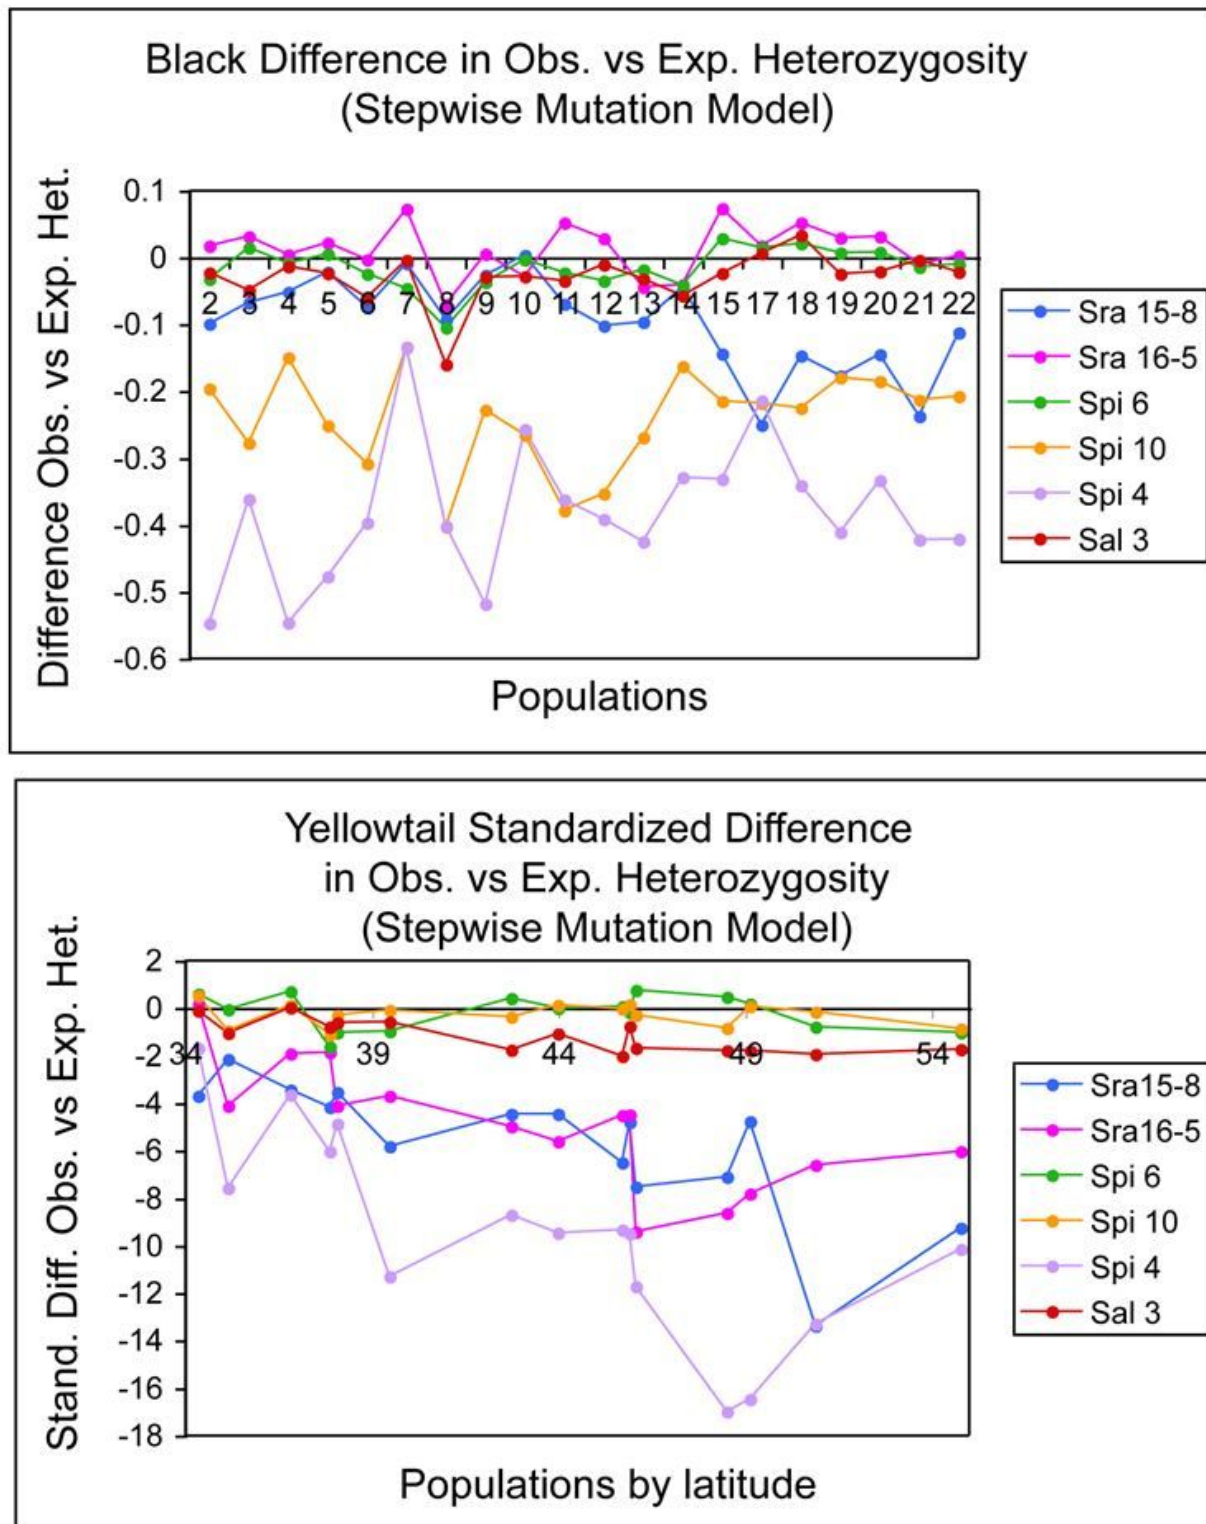 Black Difference in Obs. vs Exp. Heterozygosity
(Stepwise Mutation Model)
Difference Obs. vs Exp. Het.
0.1
0
-0.1
-0.2
-0.3
-0.4
-0.5
-0.6
2 3 4 5 6 7 8 9 10 11 12 13 14 15 17 18 19 20 21 22
Populations
Sra 15-8
Sra 16-5
Spi 6
Spi 10
Spi 4
Sal 3
Yellowtail Standardized Difference
in Obs. vs Exp. Heterozygosity
(Stepwise Mutation Model)
Stand. Diff. Obs. vs Exp. Het.
2
0
-2
-4
-6
-8
-10
-12
-14
-16
-18
34 39 44 49 54
Populations by latitude
Sra15-8
Sra16-5
Spi 6
Spi 10
Spi 4
Sal 3